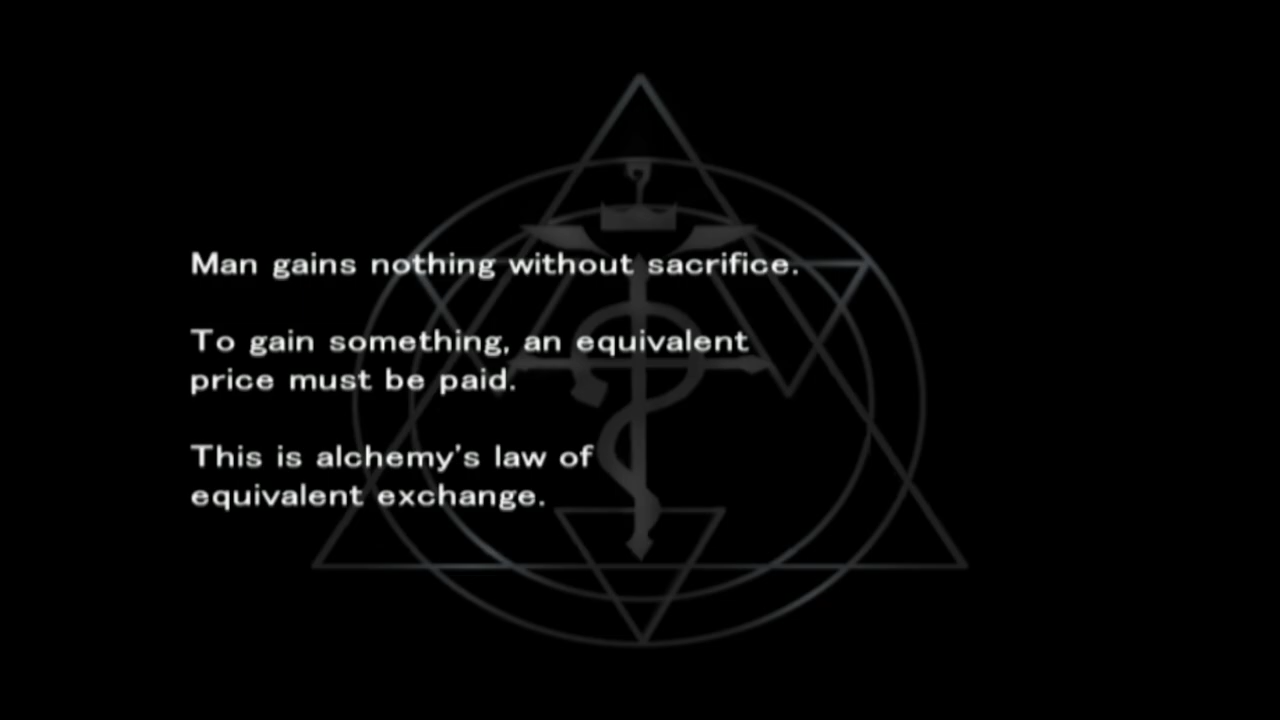 Man gains nothing without sacrifice.
To gain something, an equivalent
price must be paid.
This is alchemy's law of
equivalent exchange.